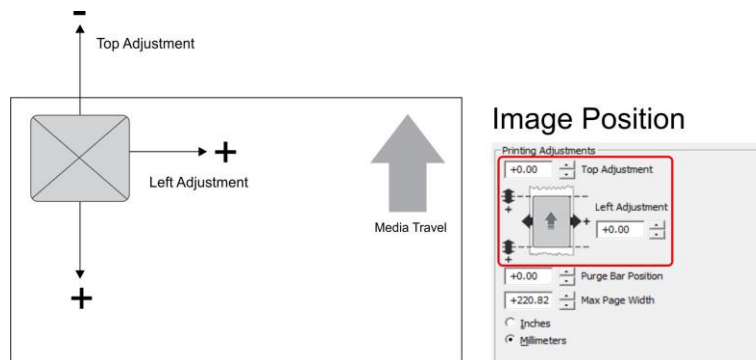 -
Top Adjustment
+
Left Adjustment
+
Media Travel
Image Position
Printing Adjustments
+0.00 Top Adjustment
Left Adjustment
+
+0.00
+
+0.00 Purge Bar Position
+220.82 Max Page Width
Inches
Millimeters